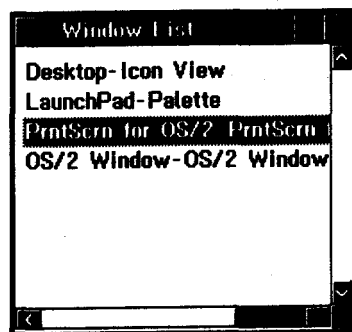 Window List
Desktop-Icon View
LaunchPad-Palette
PrntScrn for OS/2 PrntScrn
OS/2 Window-OS/2 Window